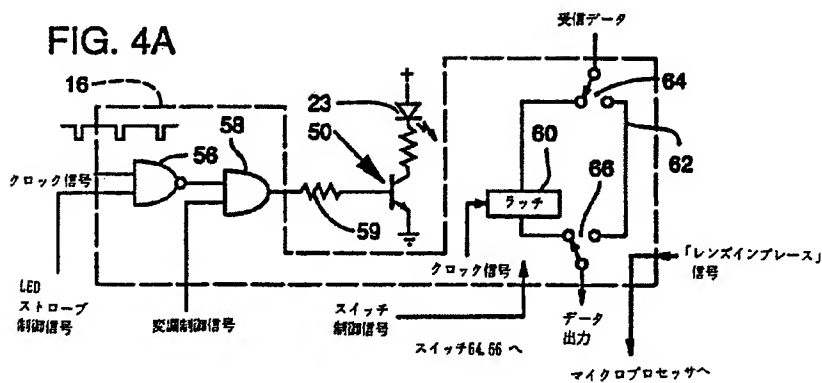 FIG. 4A
受信データ
16
23
64
50
58
56
60
62
クロック信号
ラッチ
66
59
クロック信号
「レンズインプレース」
信号
LED
ストローブ
制御信号
変調制御信号
スイッチ
制御信号
データ
出力
スイッチ64,66 へ
マイクロプロセッサへ